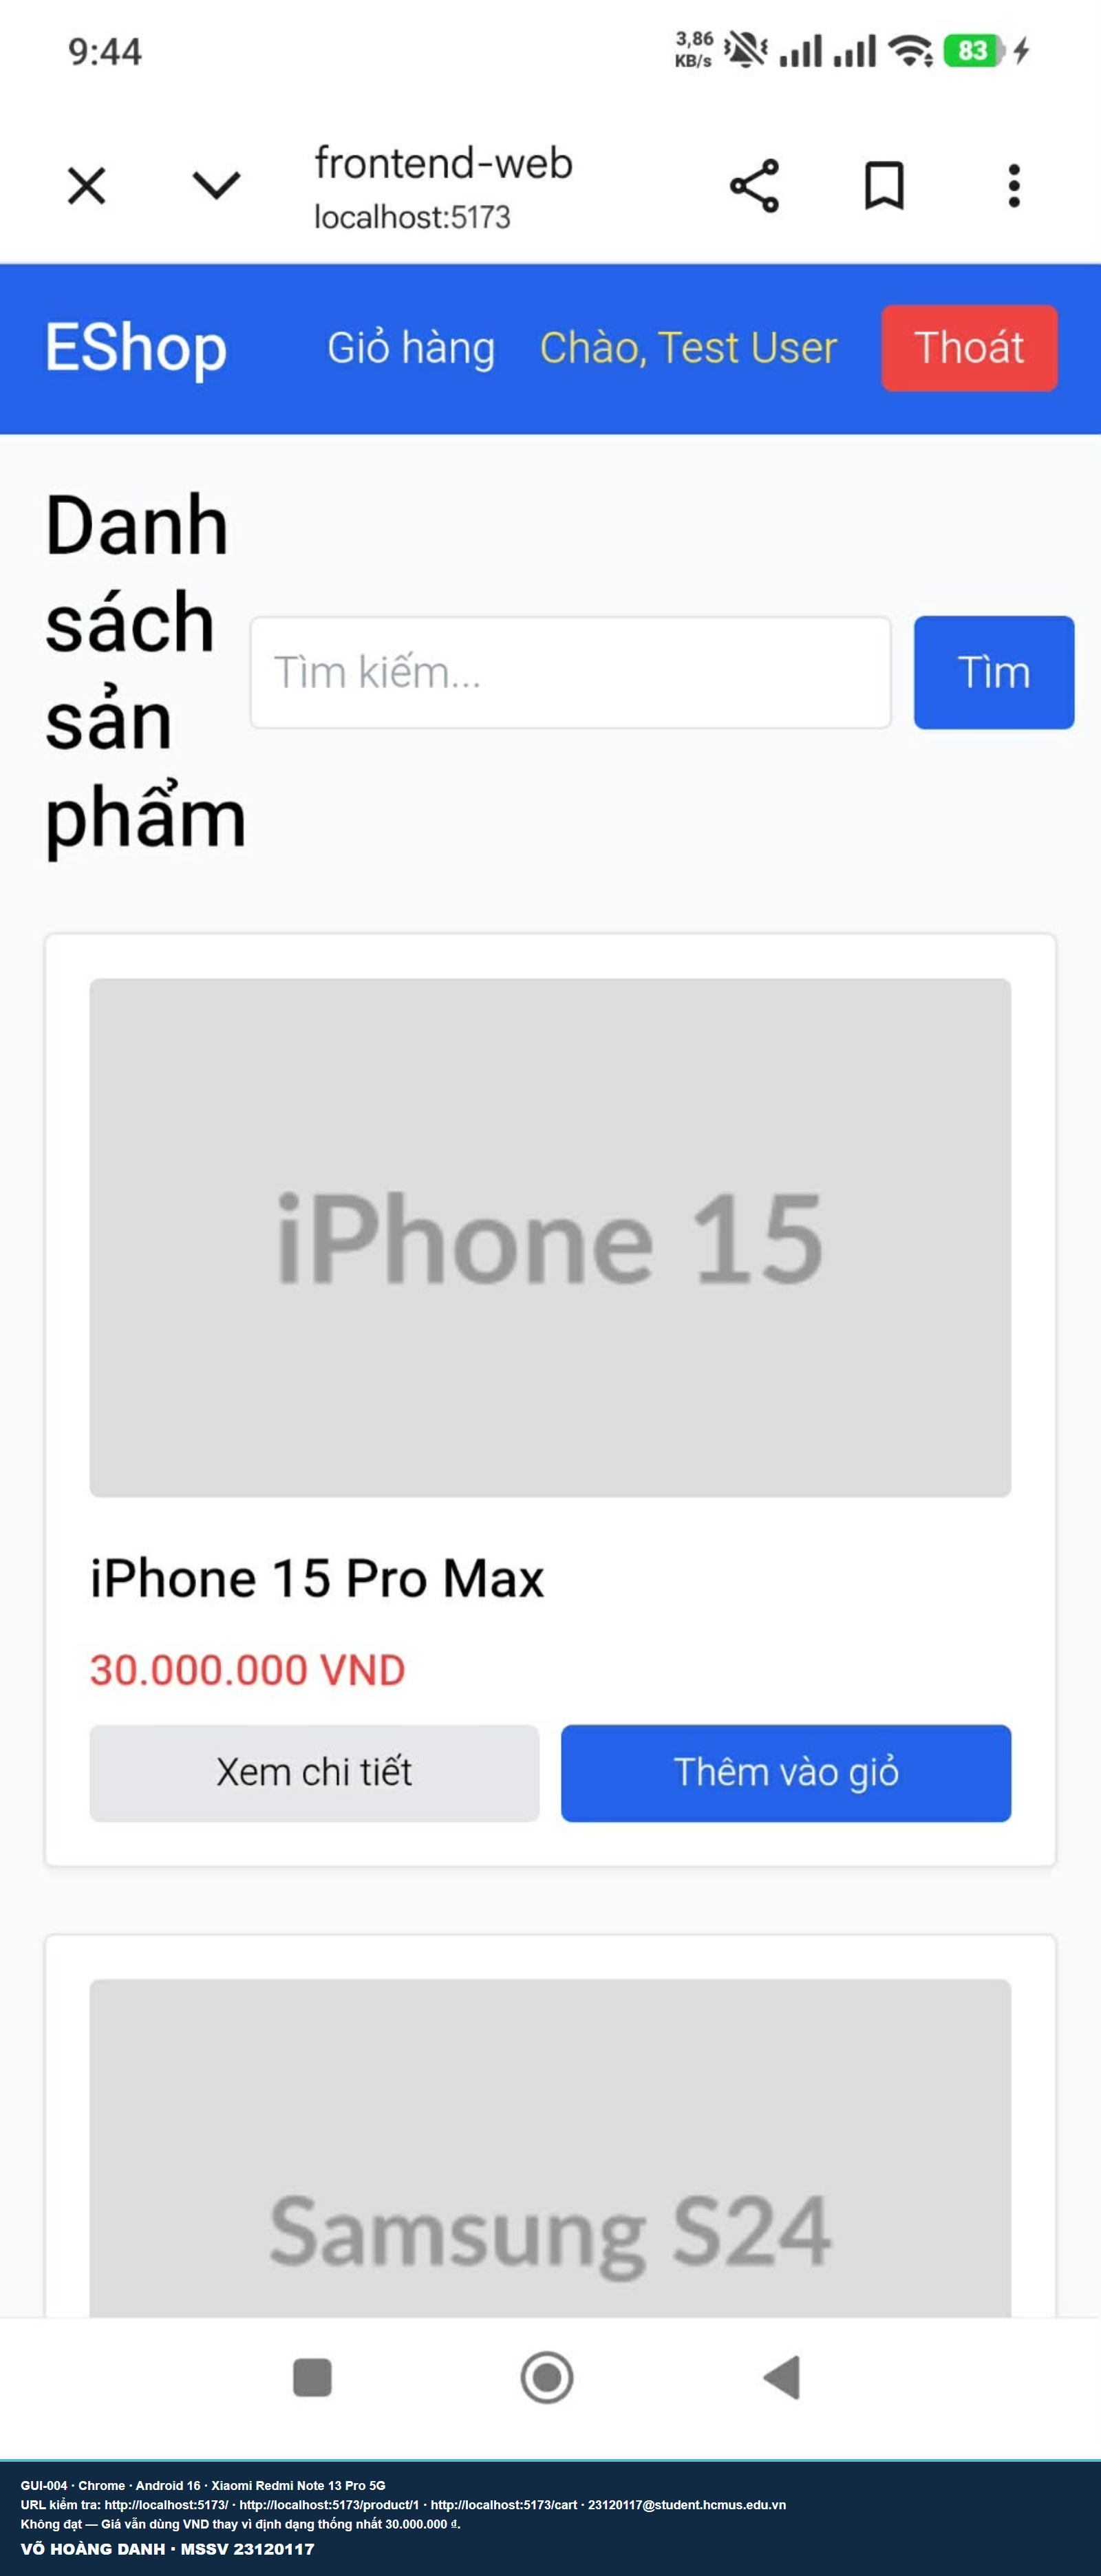 9:44
3,86
KB/s
83
frontend-web
localhost:5173
EShop
Giỏ hàng
Chào, Test User
Thoát
Danh
sách
sản
phẩm
Tìm kiếm...
Tìm
iPhone 15
iPhone 15 Pro Max
30.000.000 VND
Xem chi tiết
Thêm vào giỏ
Samsung S24
GUI-004 · Chrome · Android 16 · Xiaomi Redmi Note 13 Pro 5G
URL kiểm tra: http://localhost:5173/ · http://localhost:5173/product/1 · http://localhost:5173/cart · 23120117@student.hcmus.edu.vn
Không đạt — Giá vẫn dùng VND thay vì định dạng thống nhất 30.000.000 ₫.
VÕ HOÀNG DANH · MSSV 23120117